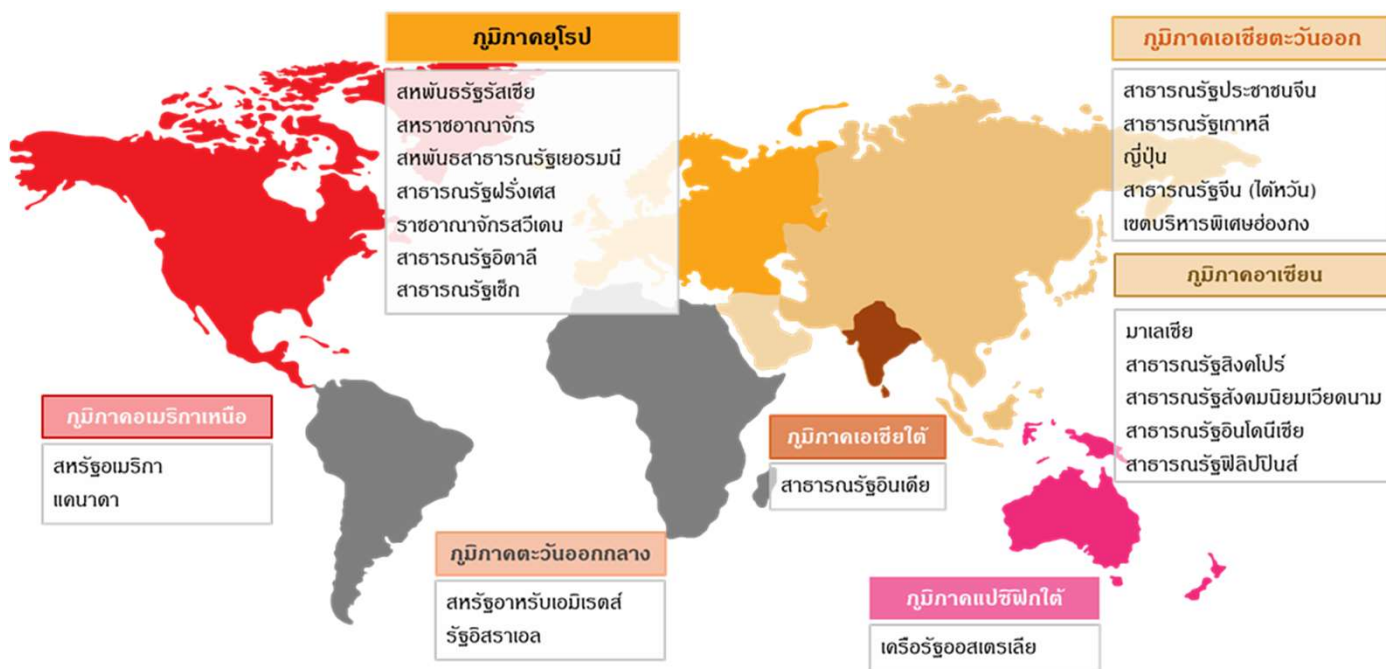 ภูมิภาคยุโรป
สหพันธรัฐรัสเซีย
สหราชอาณาจักร
สหพันธสาธารณรัฐเยอรมนี
สาธารณรัฐฝรั่งเศส
ราชอาณาจักรสวีเดน
สาธารณรัฐอิตาลี
สาธารณรัฐเช็ก
ภูมิภาคเอเชียตะวันออก
สาธารณรัฐประชาชนจีน
สาธารณรัฐเกาหลี
ญี่ปุ่น
สาธารณรัฐจีน (ไต้หวัน)
เขตบริหารพิเศษฮ่องกง
ภูมิภาคอาเซียน
มาเลเซีย
สาธารณรัฐสิงคโปร์
สาธารณรัฐสังคมนิยมเวียดนาม
สาธารณรัฐอินโดนีเซีย
สาธารณรัฐฟิลิปปินส์
ภูมิภาคอเมริกาเหนือ
สหรัฐอเมริกา
แคนาดา
ภูมิภาคเอเชียใต้
สาธารณรัฐอินเดีย
ภูมิภาคตะวันออกกลาง
สหรัฐอาหรับเอมิเรตส์
รัฐอิสราเอล
ภูมิภาคแปซิฟิกใต้
เครือรัฐออสเตรเลีย